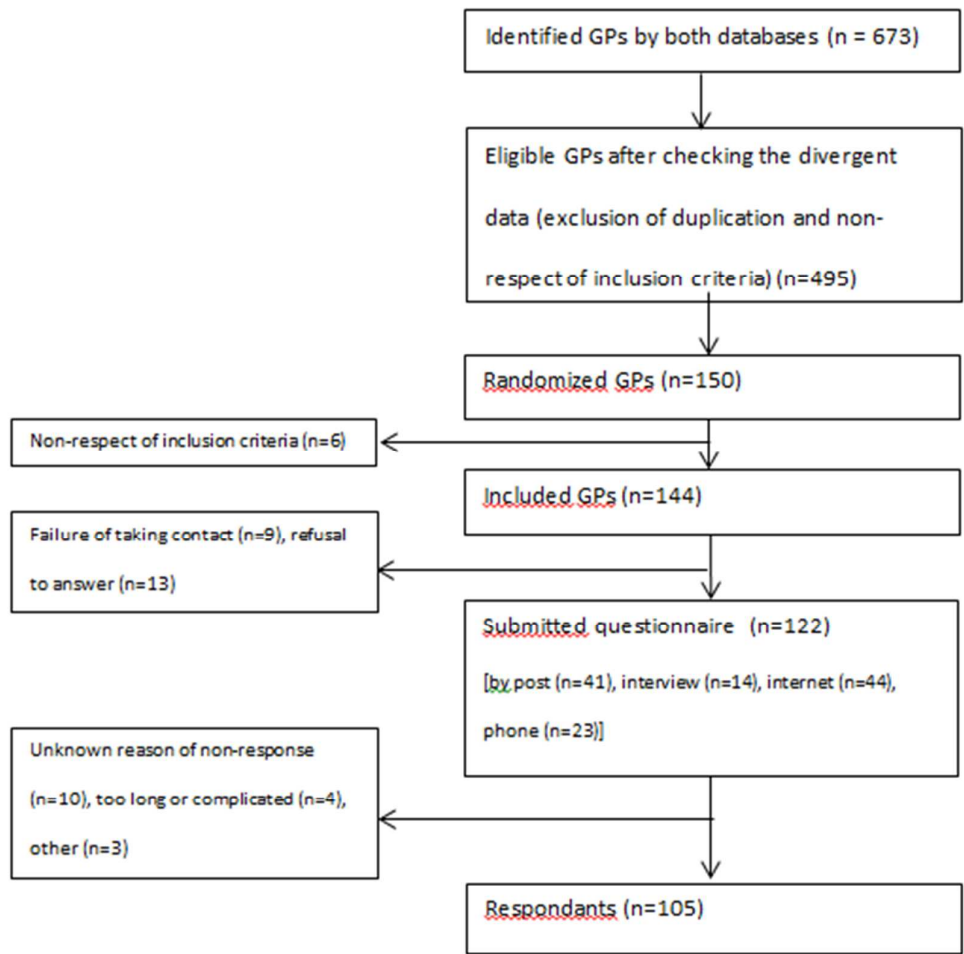 Identified GPs by both databases (n = 673)
Eligible GPs after checking the divergent
data (exclusion of duplication and non-
respect of inclusion criteria) (n=495)
Randomized GPs (n=150)
Non-respect of inclusion criteria (n=6)
Included GPs (n=144)
Failure of taking contact (n=9), refusal
to answer (n=13)
Submitted questionnaire (n=122)
[by post (n=41), interview (n=14), internet (n=44),
phone (n=23)]
Unknown reason of non-response
(n=10), too long or complicated (n=4),
other (n=3)
Respondants (n=105)